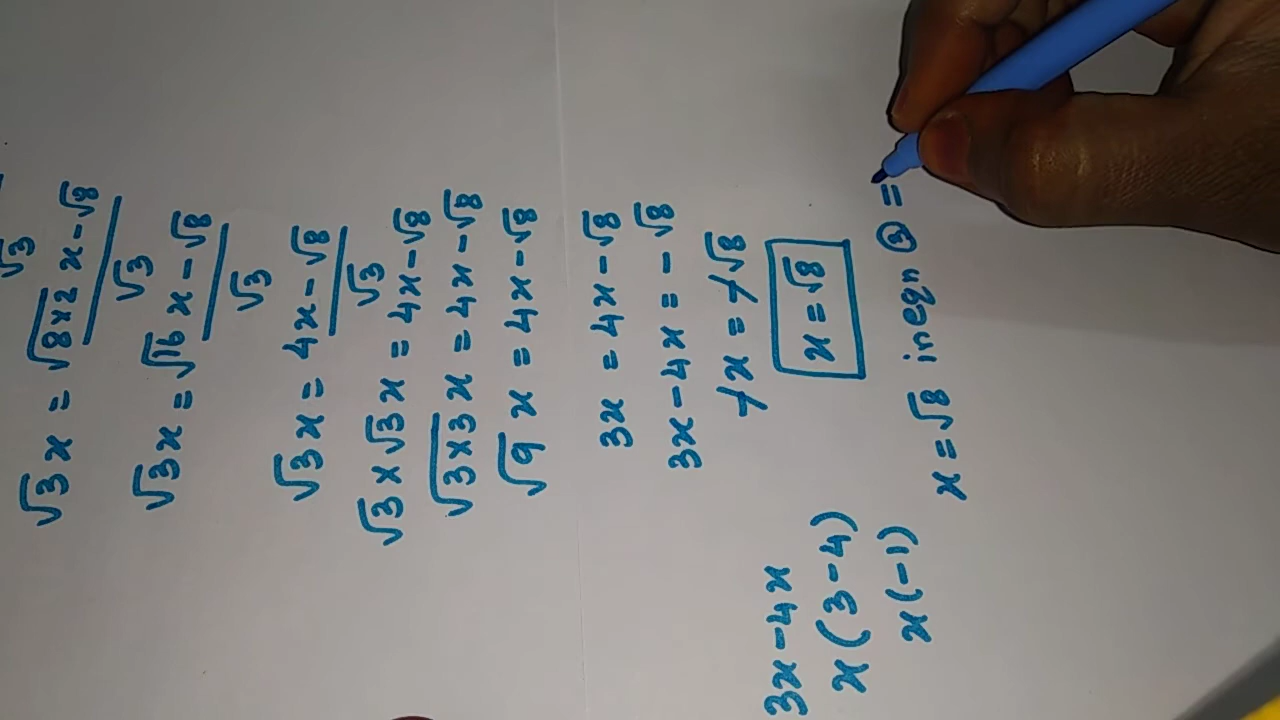 √3
√3 x = √8×2 x - √8
√3
√3 x = √16 x - √8
√3
√3 x = 4x - √8
√3
√3 × √3 x = 4x - √8
√3×3 x = 4x - √8
√9 x = 4x - √8
3x = 4x - √8
3x - 4x = - √8
-x = -√8
x = √8
x = √8 in eqn ③ =
3x - 4x
x (3 - 4)
x (-1)